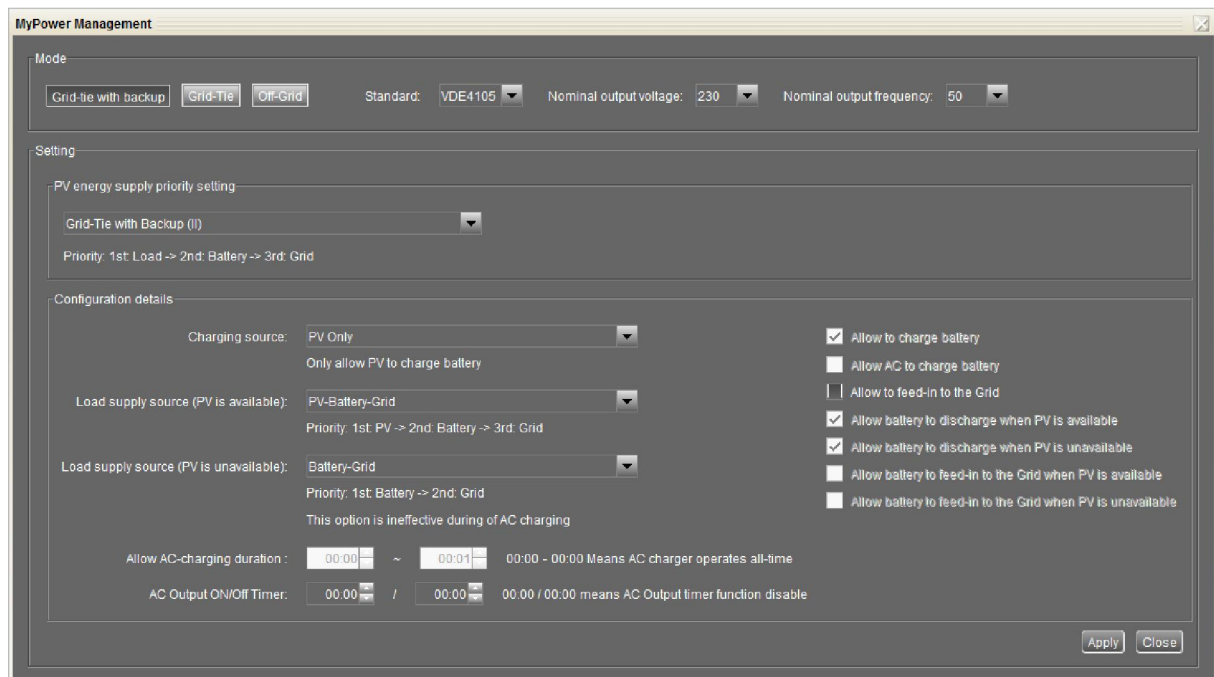 MyPower Management
Mode
Grid-tie with backup Grid-Tie Off-Grid Standard: VDE4105 Nominal output voltage: 230 Nominal output frequency: 50
Setting
PV energy supply priority setting
Grid-Tie with Backup (II)
Priority: 1st: Load -> 2nd: Battery -> 3rd: Grid
Configuration details
Charging source: PV Only
Only allow PV to charge battery
Load supply source (PV is available): PV-Battery-Grid
Priority: 1st: PV -> 2nd: Battery -> 3rd: Grid
Load supply source (PV is unavailable): Battery-Grid
Priority: 1st: Battery -> 2nd: Grid
This option is ineffective during of AC charging
Allow AC-charging duration : 00:00 ~ 00:01 00:00 - 00:00 Means AC charger operates all-time
AC Output ON/Off Timer: 00:00 / 00:00 00:00 / 00:00 means AC Output timer function disable
Allow to charge battery
Allow AC to charge battery
Allow to feed-in to the Grid
Allow battery to discharge when PV is available
Allow battery to discharge when PV is unavailable
Allow battery to feed-in to the Grid when PV is available
Allow battery to feed-in to the Grid when PV is unavailable
Apply Close